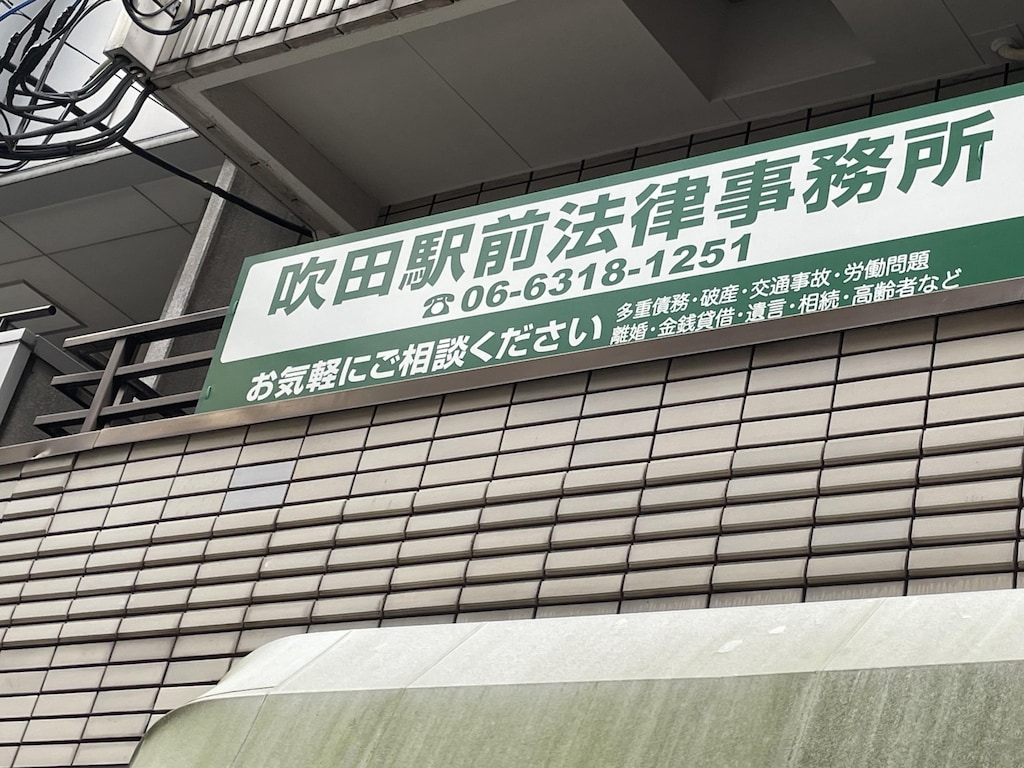 吹田駅前法律事務所
☎06-6318-1251
お気軽にご相談ください
多重債務・破産・交通事故・労働問題
離婚・金銭貸借・遺言・相続・高齢者など